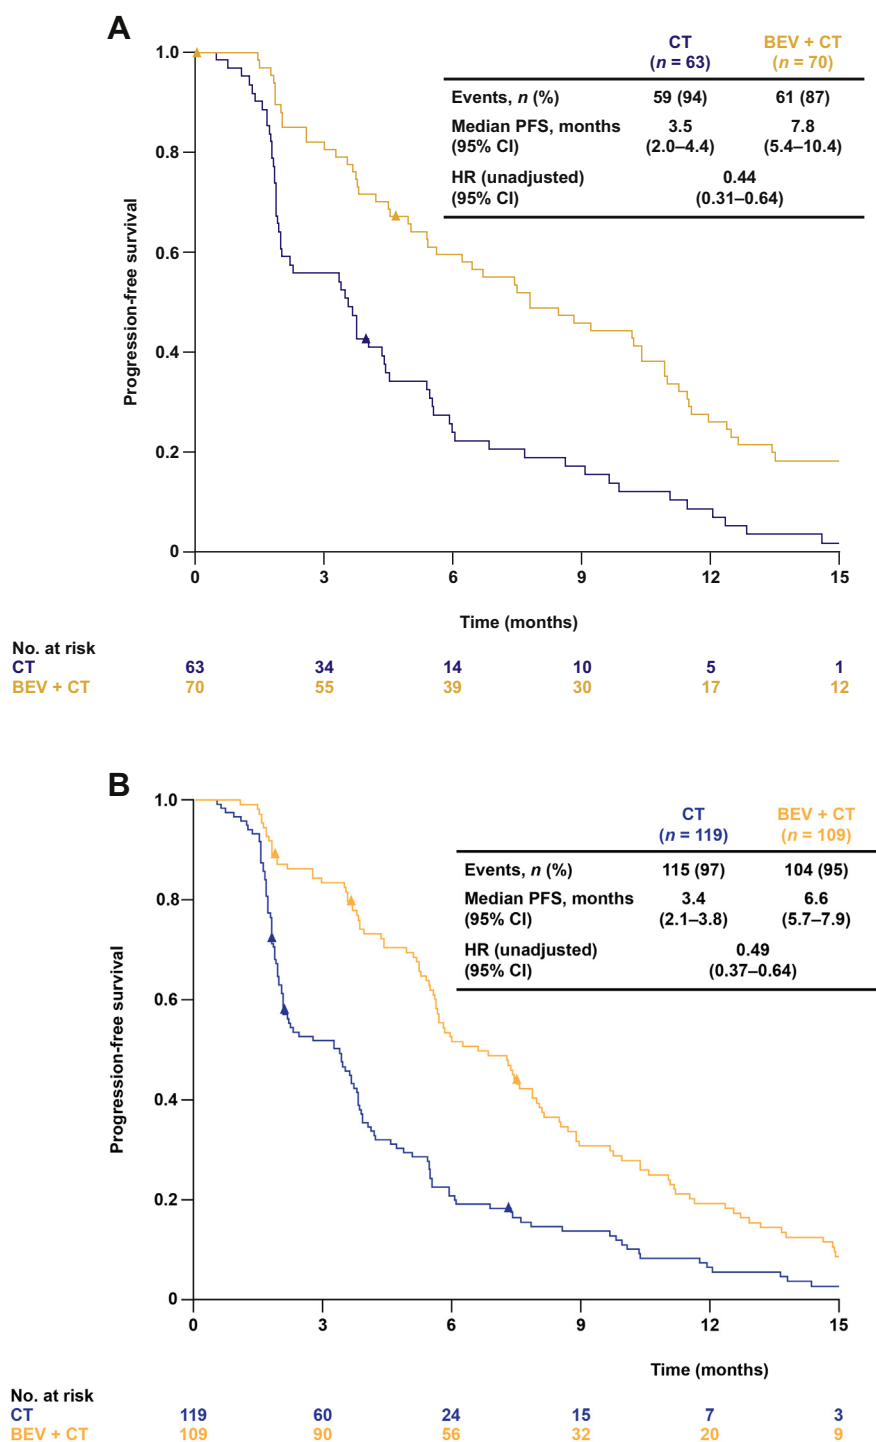 A
CT BEV + CT
(n = 63) (n = 70)
Events, n (%) 59 (94) 61 (87)
Median PFS, months 3.5 7.8
(95% CI) (2.0–4.4) (5.4–10.4)
HR (unadjusted) 0.44
(95% CI) (0.31–0.64)
Progression-free survival
1.0
0.8
0.6
0.4
0.2
0
0 3 6 9 12 15
Time (months)
No. at risk
CT 63 34 14 10 5 1
BEV + CT 70 55 39 30 17 12
B
CT BEV + CT
(n = 119) (n = 109)
Events, n (%) 115 (97) 104 (95)
Median PFS, months 3.4 6.6
(95% CI) (2.1–3.8) (5.7–7.9)
HR (unadjusted) 0.49
(95% CI) (0.37–0.64)
Progression-free survival
1.0
0.8
0.6
0.4
0.2
0
0 3 6 9 12 15
Time (months)
No. at risk
CT 119 60 24 15 7 3
BEV + CT 109 90 56 32 20 9